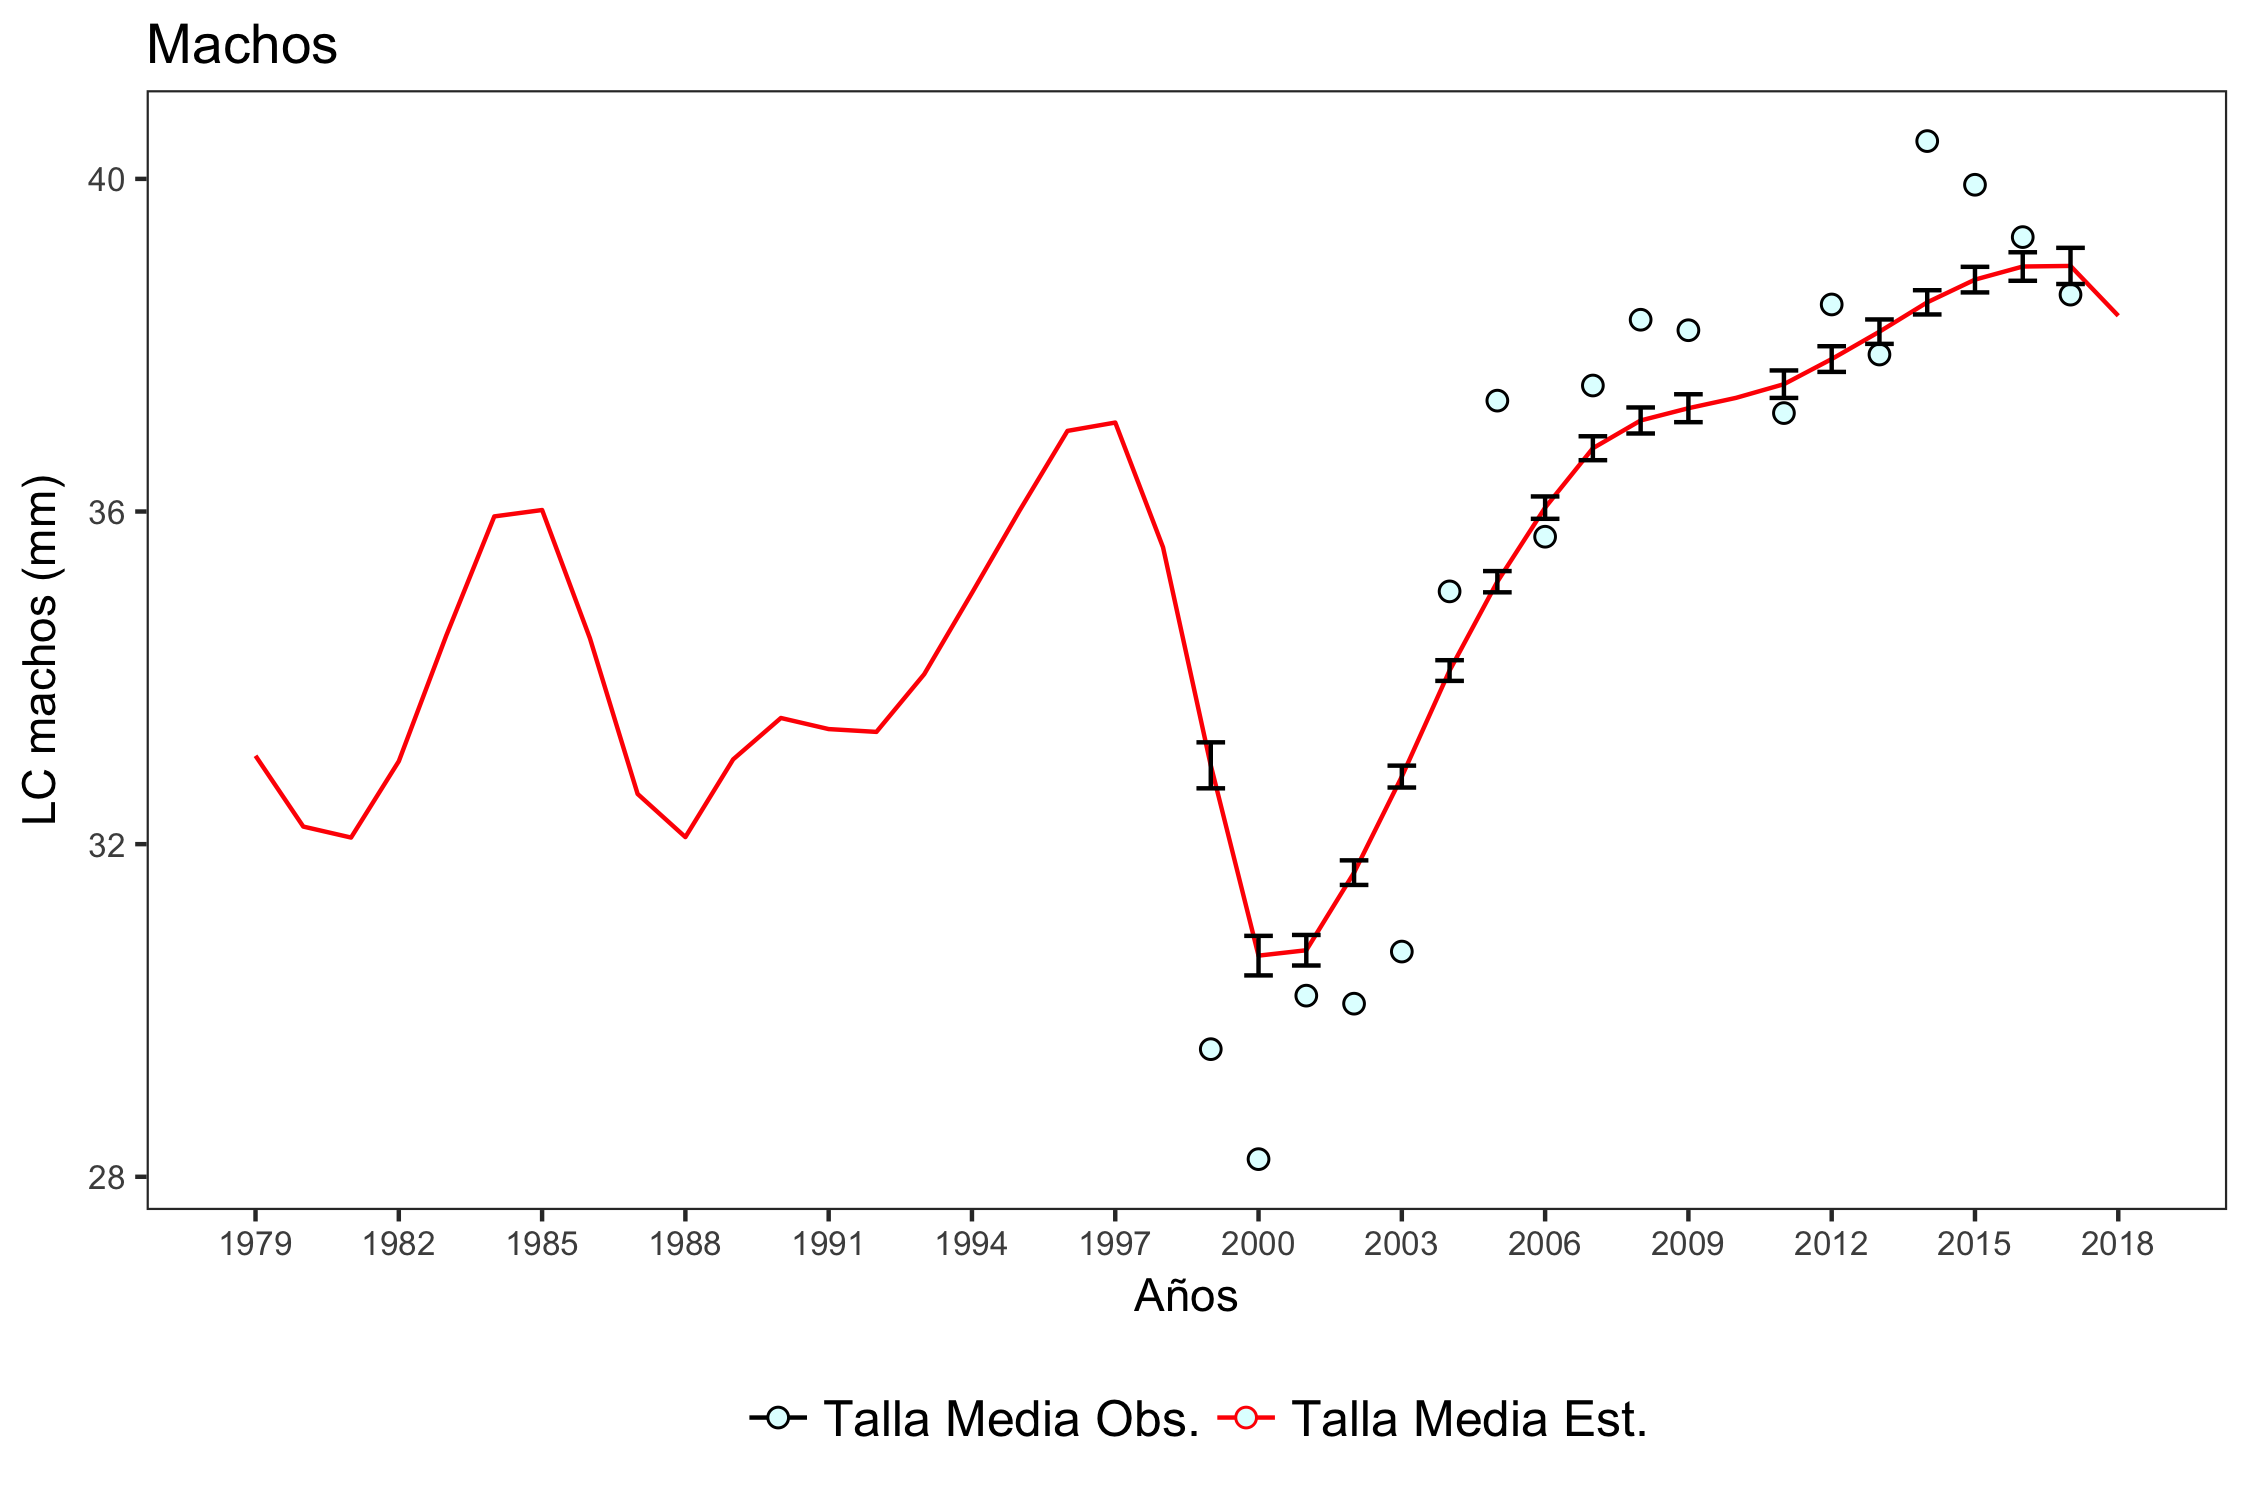 Machos
LC machos (mm)
40
36
32
28
1979 1982 1985 1988 1991 1994 1997 2000 2003 2006 2009 2012 2015 2018
Años
Talla Media Obs. Talla Media Est.